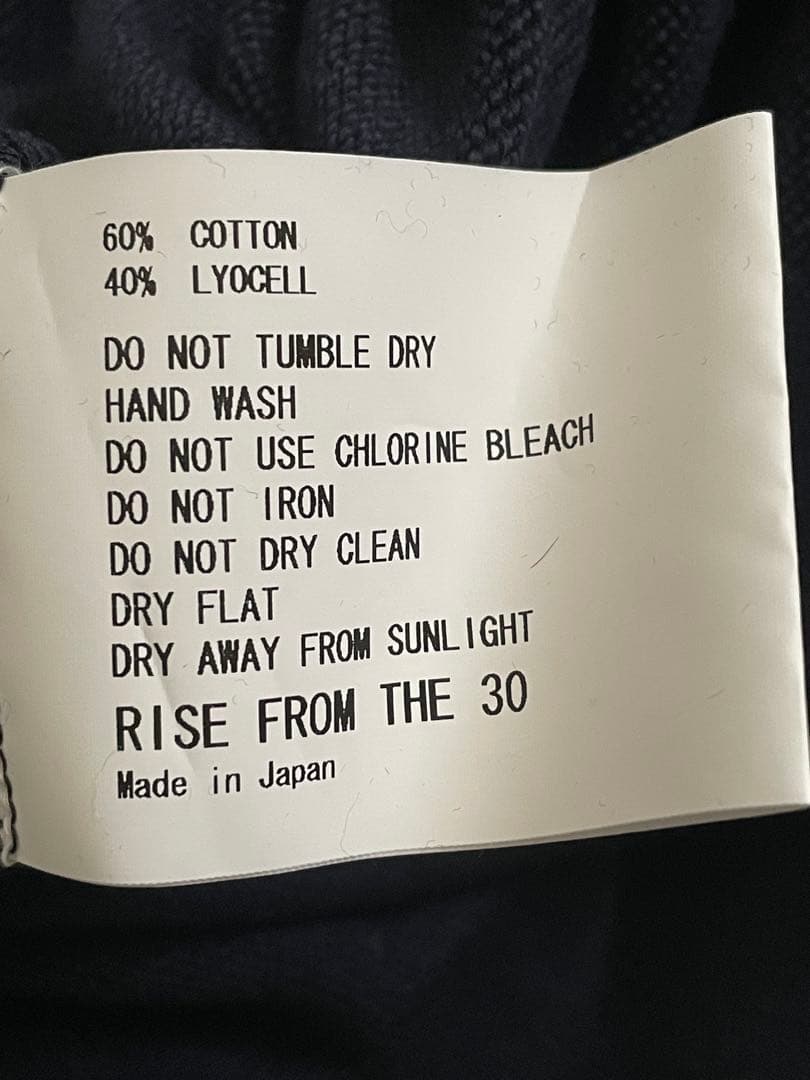 60% COTTON
40% LYOCELL
DO NOT TUMBLE DRY
HAND WASH
DO NOT USE CHLORINE BLEACH
DO NOT IRON
DO NOT DRY CLEAN
DRY FLAT
DRY AWAY FROM SUNLIGHT
RISE FROM THE 30
Made in Japan